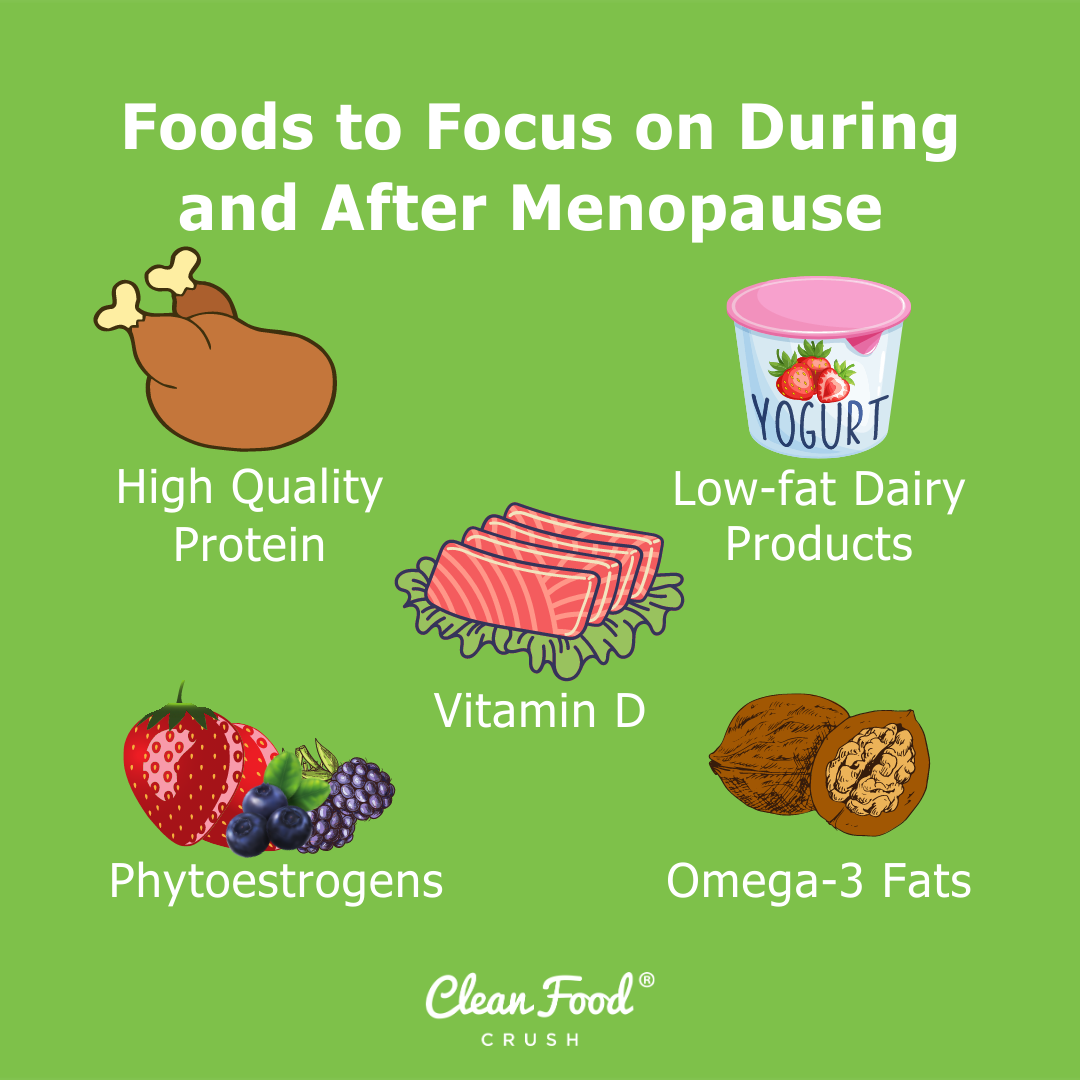 Foods to Focus on During
and After Menopause
YOGURT
High Quality
Protein
Low-fat Dairy
Products
Vitamin D
Phytoestrogens
Omega-3 Fats
Clean Food®
CRUSH